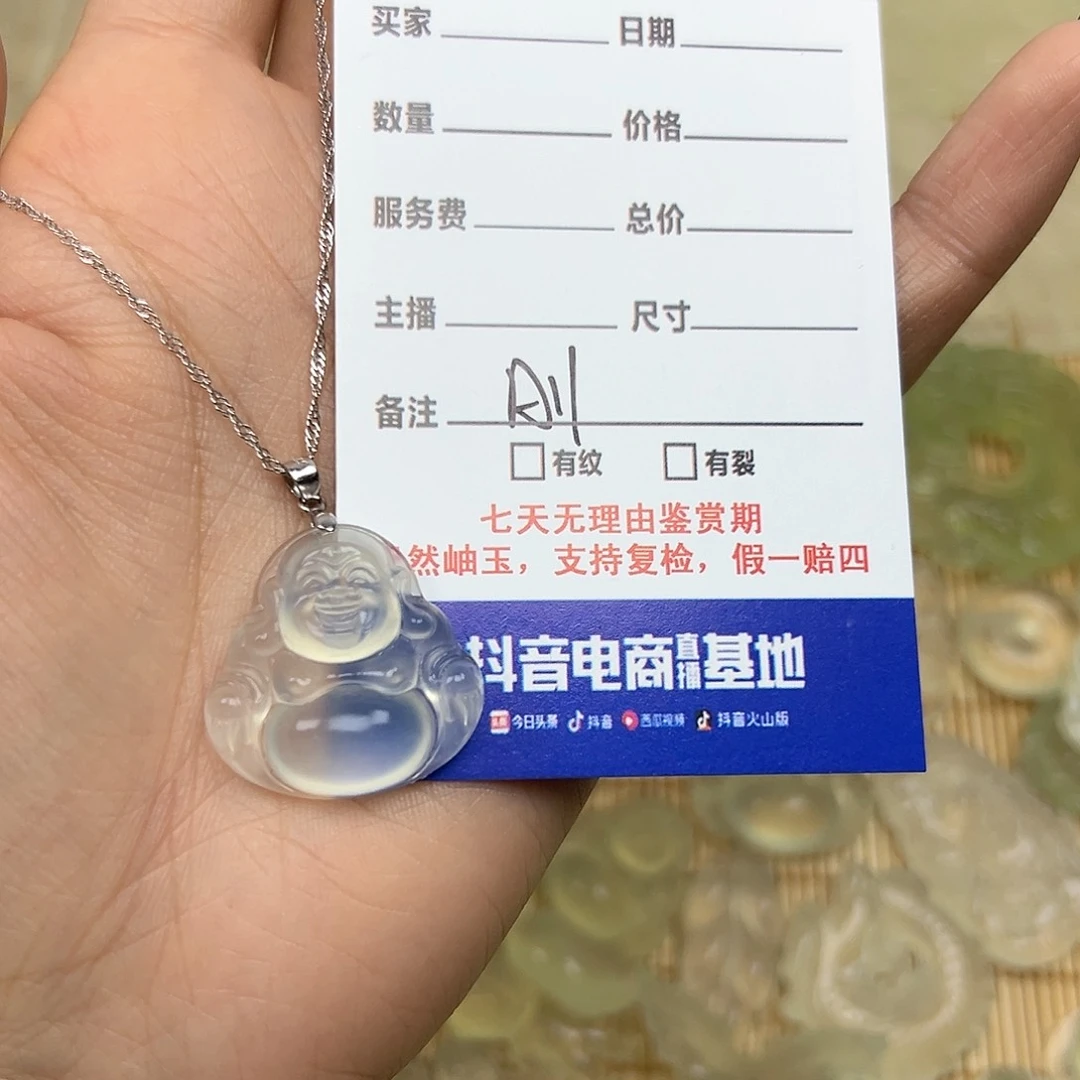 买家 日期
数量 价格
服务费 总价
主播 尺寸
备注
有纹 有裂
七天无理由鉴赏期
然岫玉，支持复检，假一赔四
抖音电商直播基地
今日头条 抖音 西瓜视频 抖音火山版